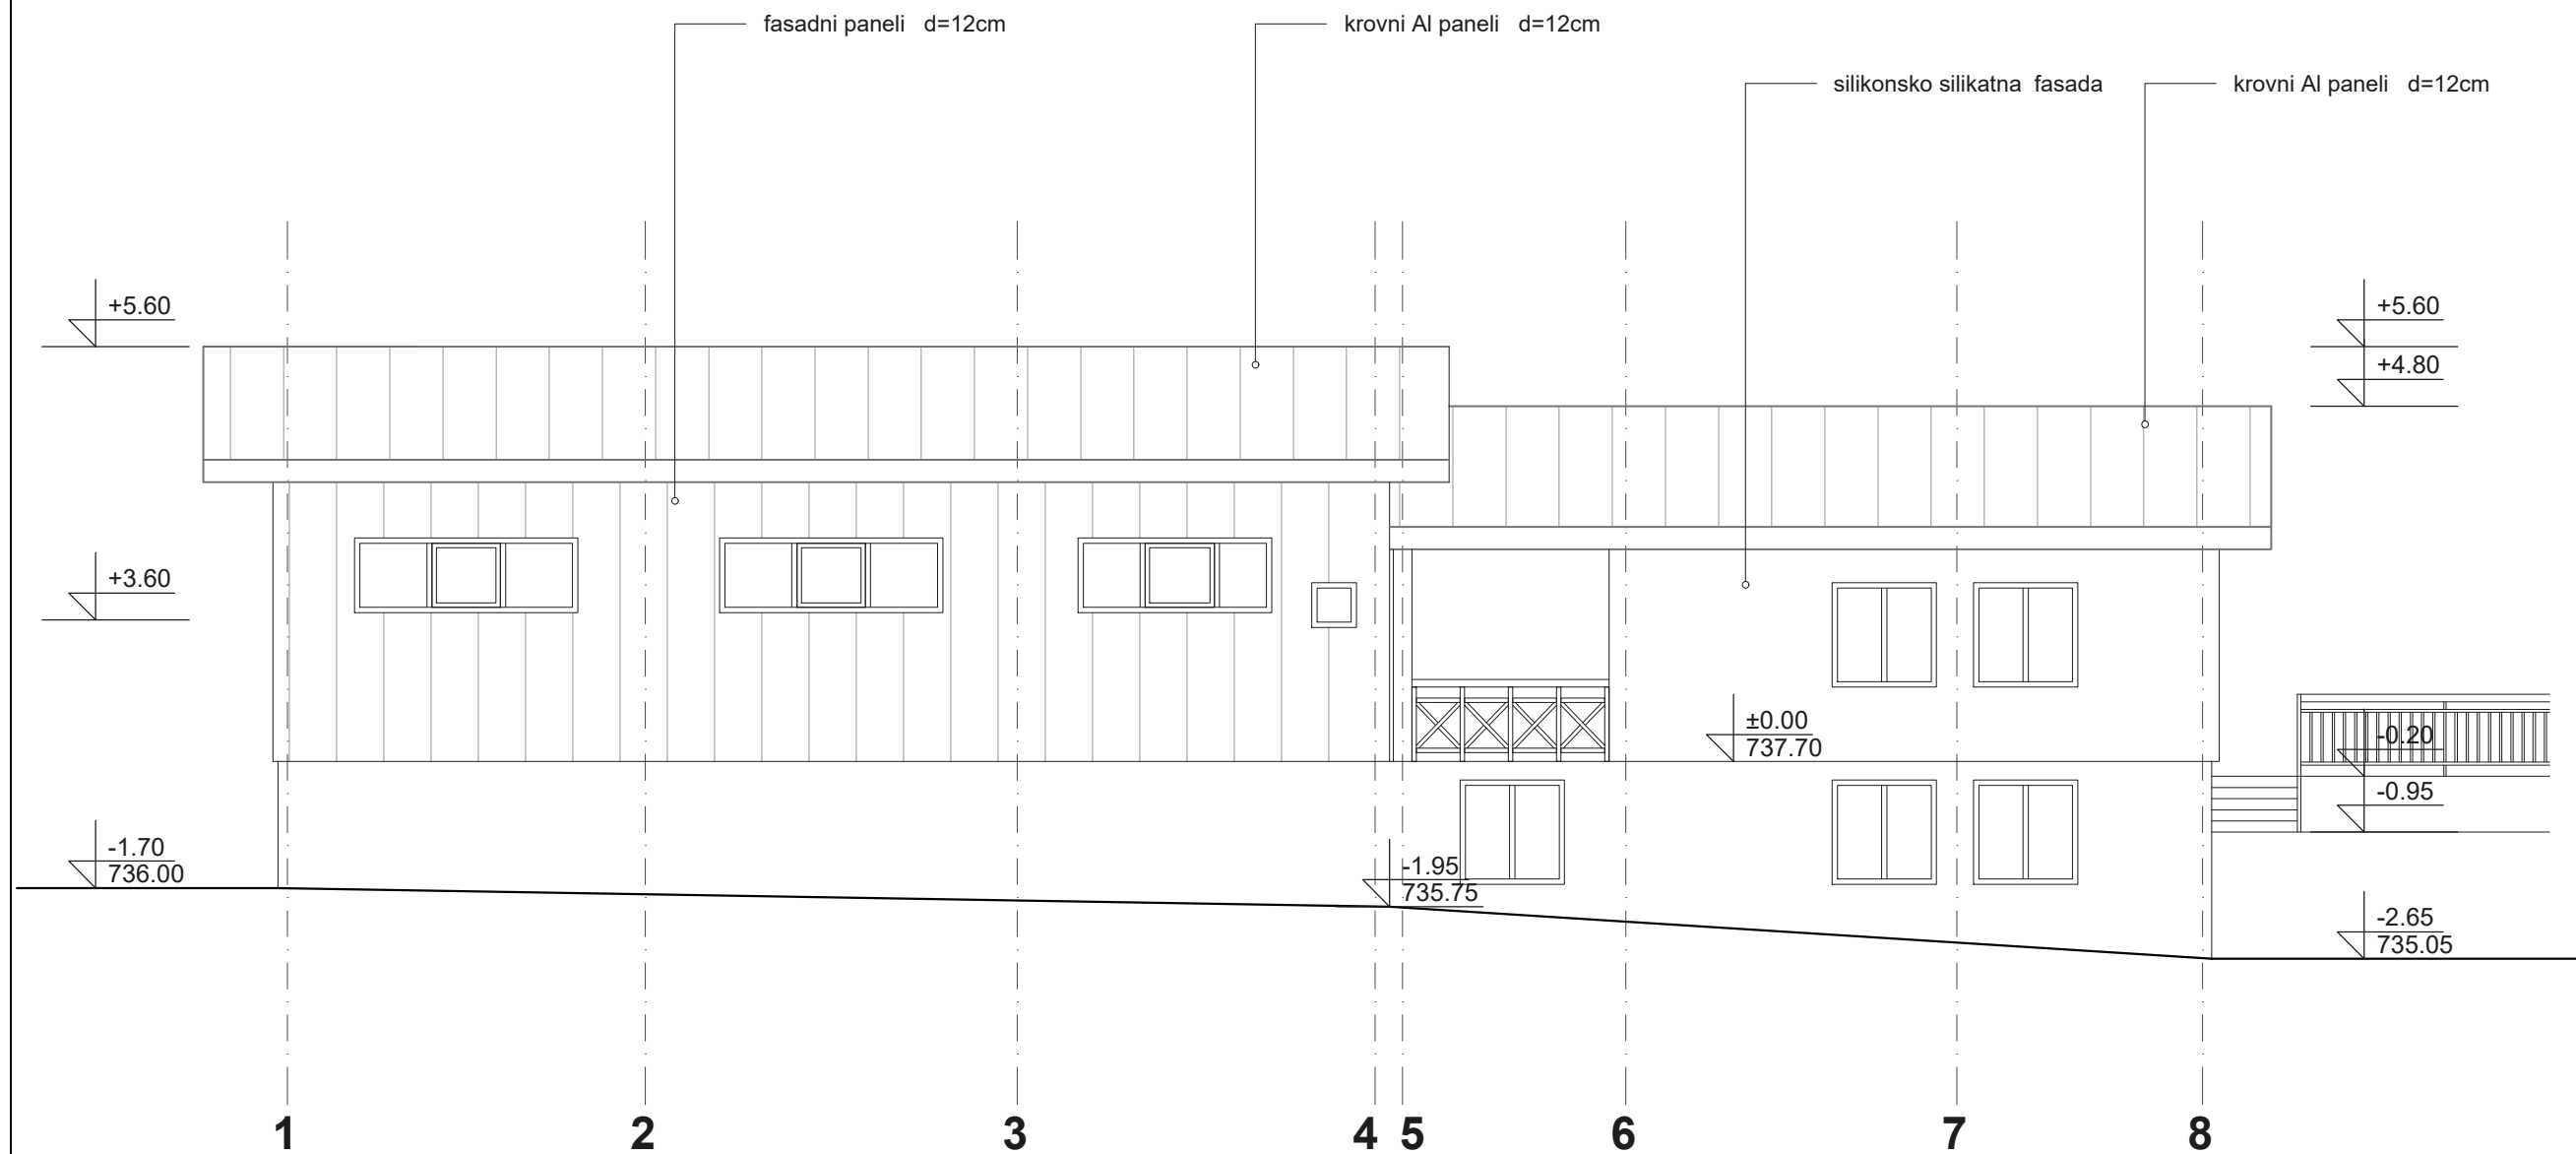 fasadni paneli d=12cm
krovni Al paneli d=12cm
silikonsko silikatna fasada
krovni Al paneli d=12cm
+5.60
+5.60
+4.80
+3.60
±0.00
737.70
-0.20
-0.95
-1.70
736.00
-1.95
735.75
-2.65
735.05
1 2 3 4 5 6 7 8